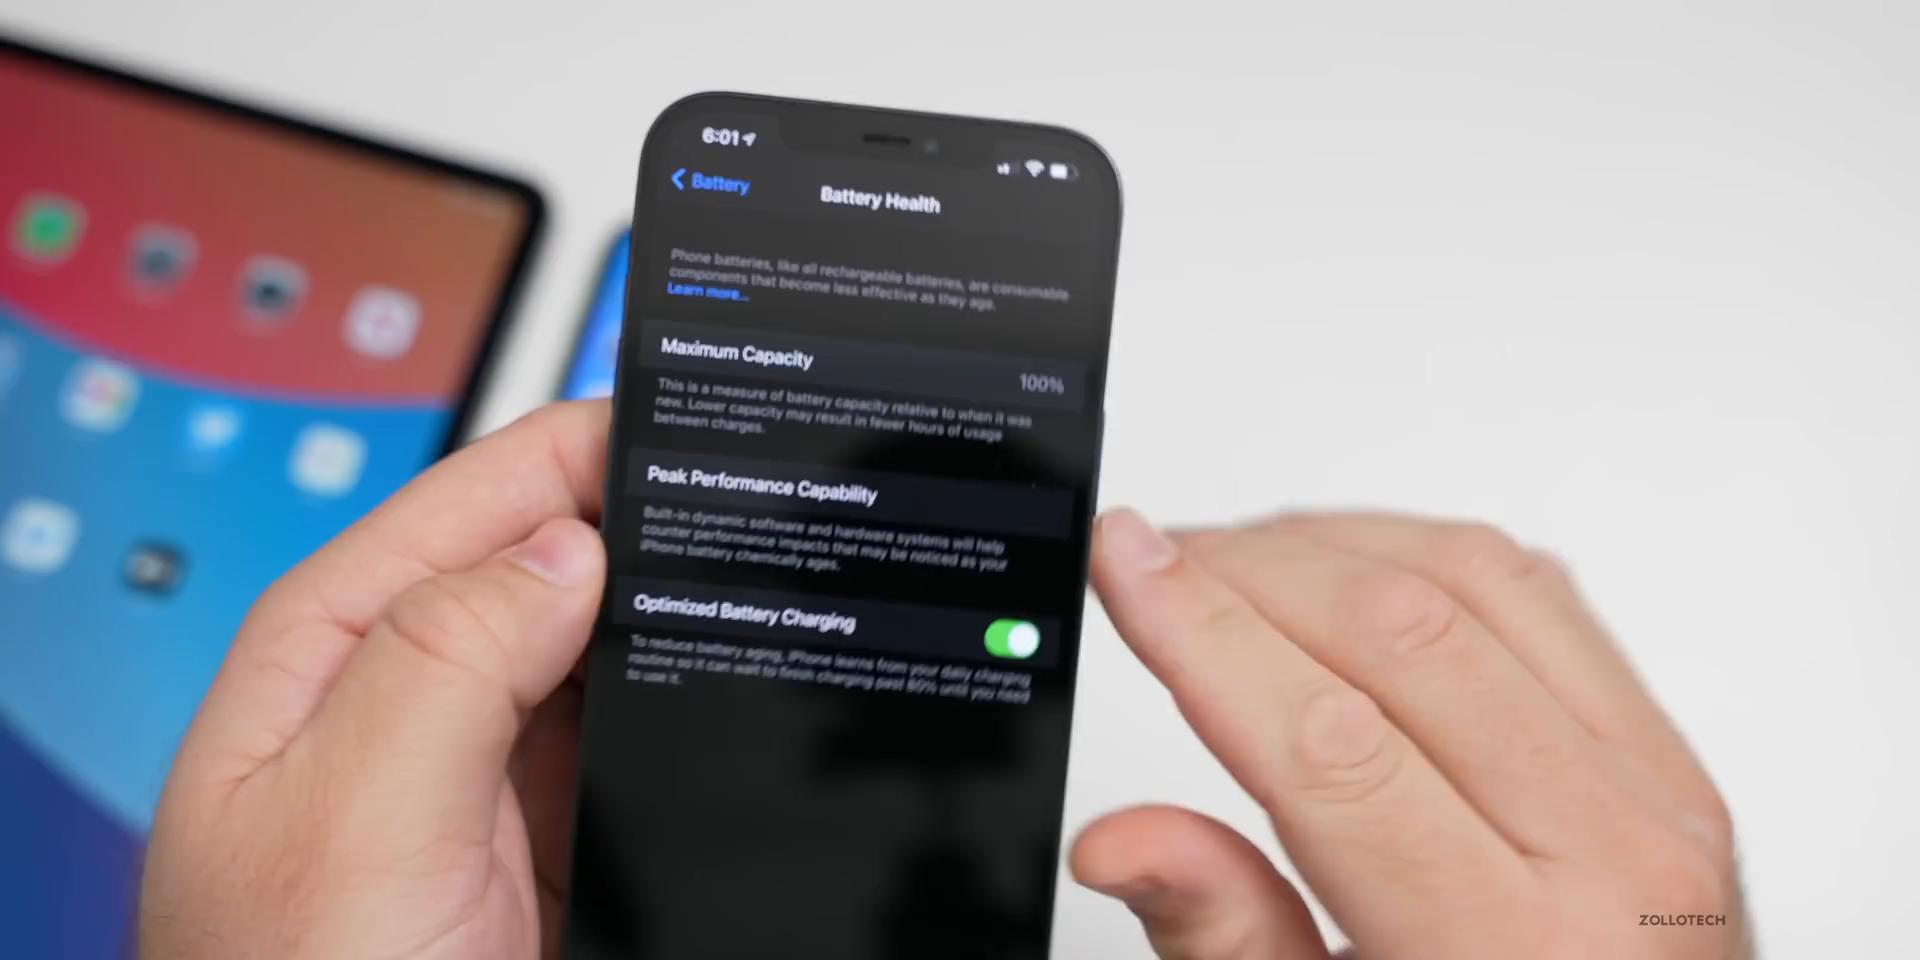 6:01
Battery
Battery Health
Phone batteries, like all rechargeable batteries, are consumable
components that become less effective as they age.
Learn more...
Maximum Capacity
100%
This is a measure of battery capacity relative to when it was
new. Lower capacity may result in fewer hours of usage
between charges.
Peak Performance Capability
Built-in dynamic software and hardware systems will help
counter performance impacts that may be noticed as your
iPhone battery chemically ages.
Optimized Battery Charging
To reduce battery aging, iPhone learns from your daily charging
routine so it can wait to finish charging past 80% until you need
to use it.
ZOLLOTECH